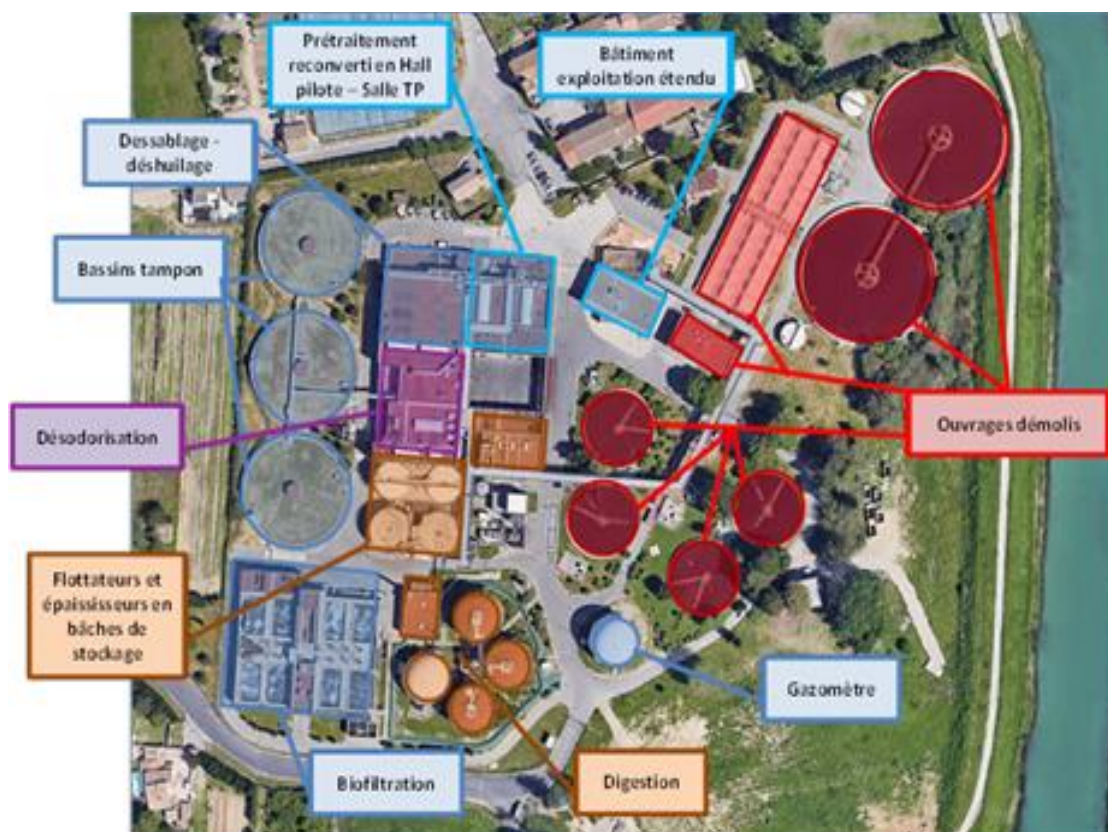 Prétraitement
reconverti en Hall
pilote – Salle TP
Bâtiment
exploitation étendu
Dessablage -
déshuilage
Bassins tampon
Désodorisation
Ouvrages démolis
Flottateurs et
épaississeurs en
bâches de
stockage
Gazomètre
Biofiltration
Digestion